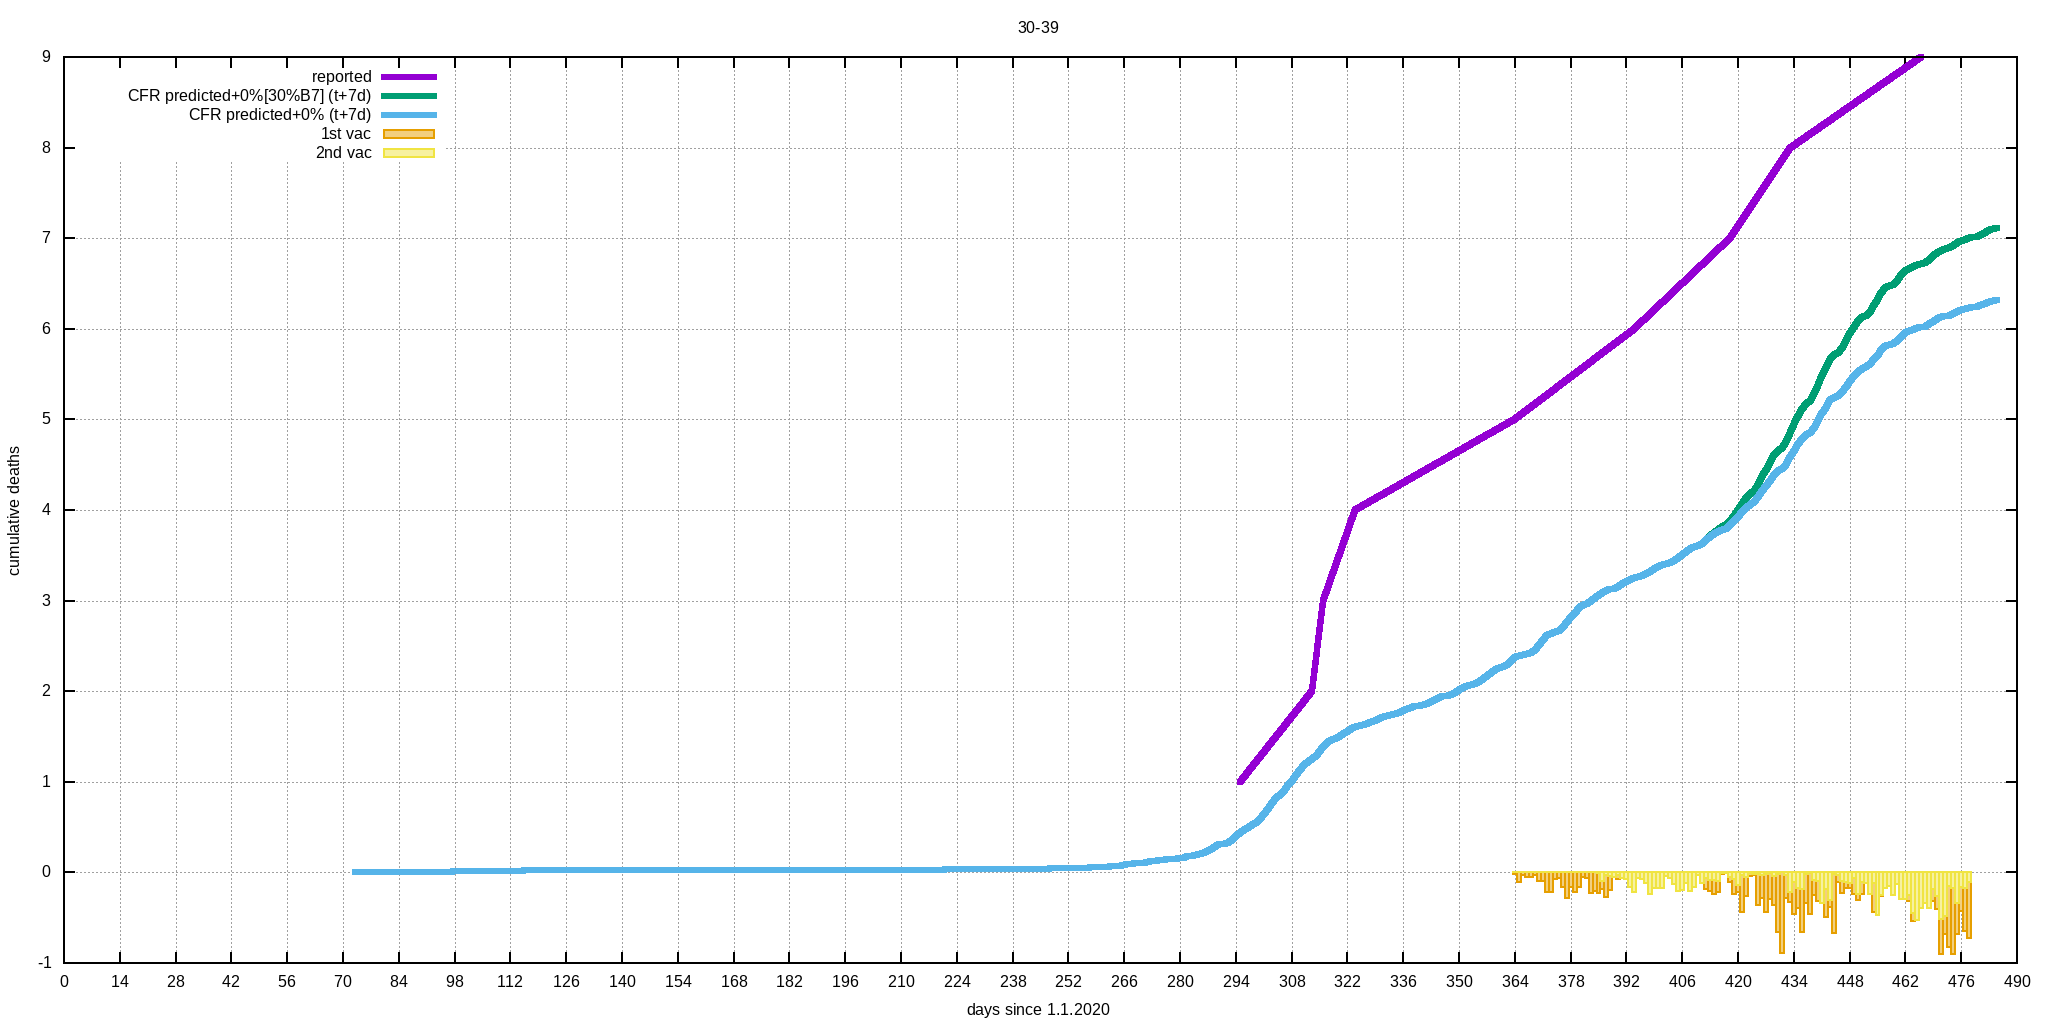 30-39
reported
CFR predicted+0%[30%B7] (t+7d)
CFR predicted+0% (t+7d)
1st vac
2nd vac
9
8
7
6
5
4
3
2
1
0
-1
cumulative deaths
0 14 28 42 56 70 84 98 112 126 140 154 168 182 196 210 224 238 252 266 280 294 308 322 336 350 364 378 392 406 420 434 448 462 476 490
days since 1.1.2020